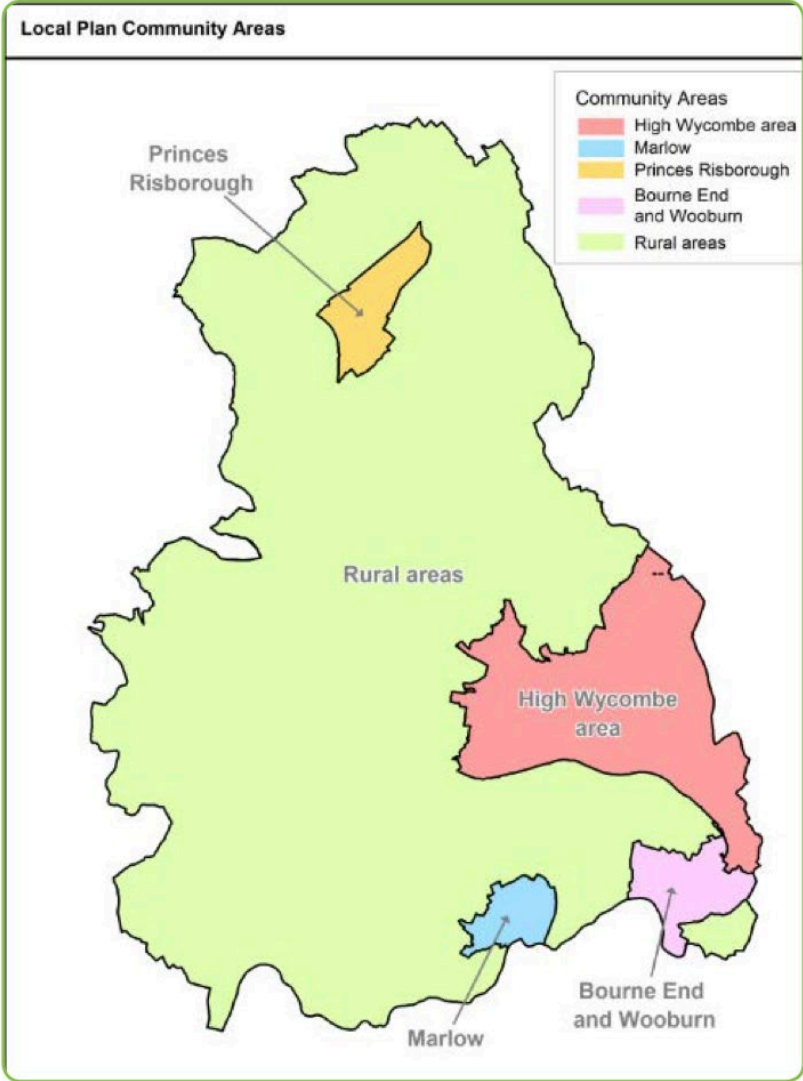 Local Plan Community Areas
Community Areas
High Wycombe area
Marlow
Princes Risborough
Bourne End
and Wooburn
Rural areas
Princes
Risborough
Rural areas
High Wycombe
area
Bourne End
and Wooburn
Marlow